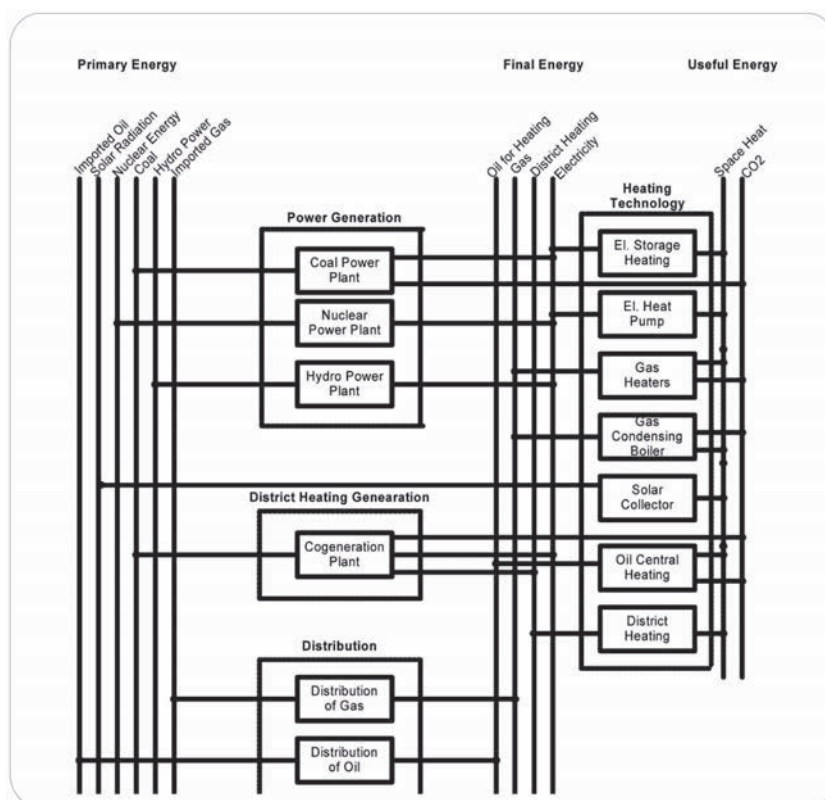 Primary Energy
Final Energy
Useful Energy
Imported Oil
Solar Radiation
Nuclear Energy
Coal
Hydro Power
Imported Gas
Oil for Heating
Gas
District Heating
Electricity
Space Heat
CO2
Heating
Technology
Power Generation
Coal Power
Plant
Nuclear
Power Plant
Hydro Power
Plant
El. Storage
Heating
El. Heat
Pump
Gas
Heaters
Gas
Condensing
Boiler
Solar
Collector
Oil Central
Heating
District
Heating
District Heating Genearation
Cogeneration
Plant
Distribution
Distribution
of Gas
Distribution
of Oil